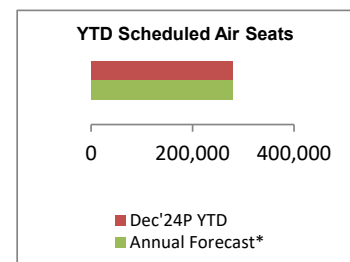 YTD Scheduled Air Seats
0 200,000 400,000
Dec'24P YTD
Annual Forecast*